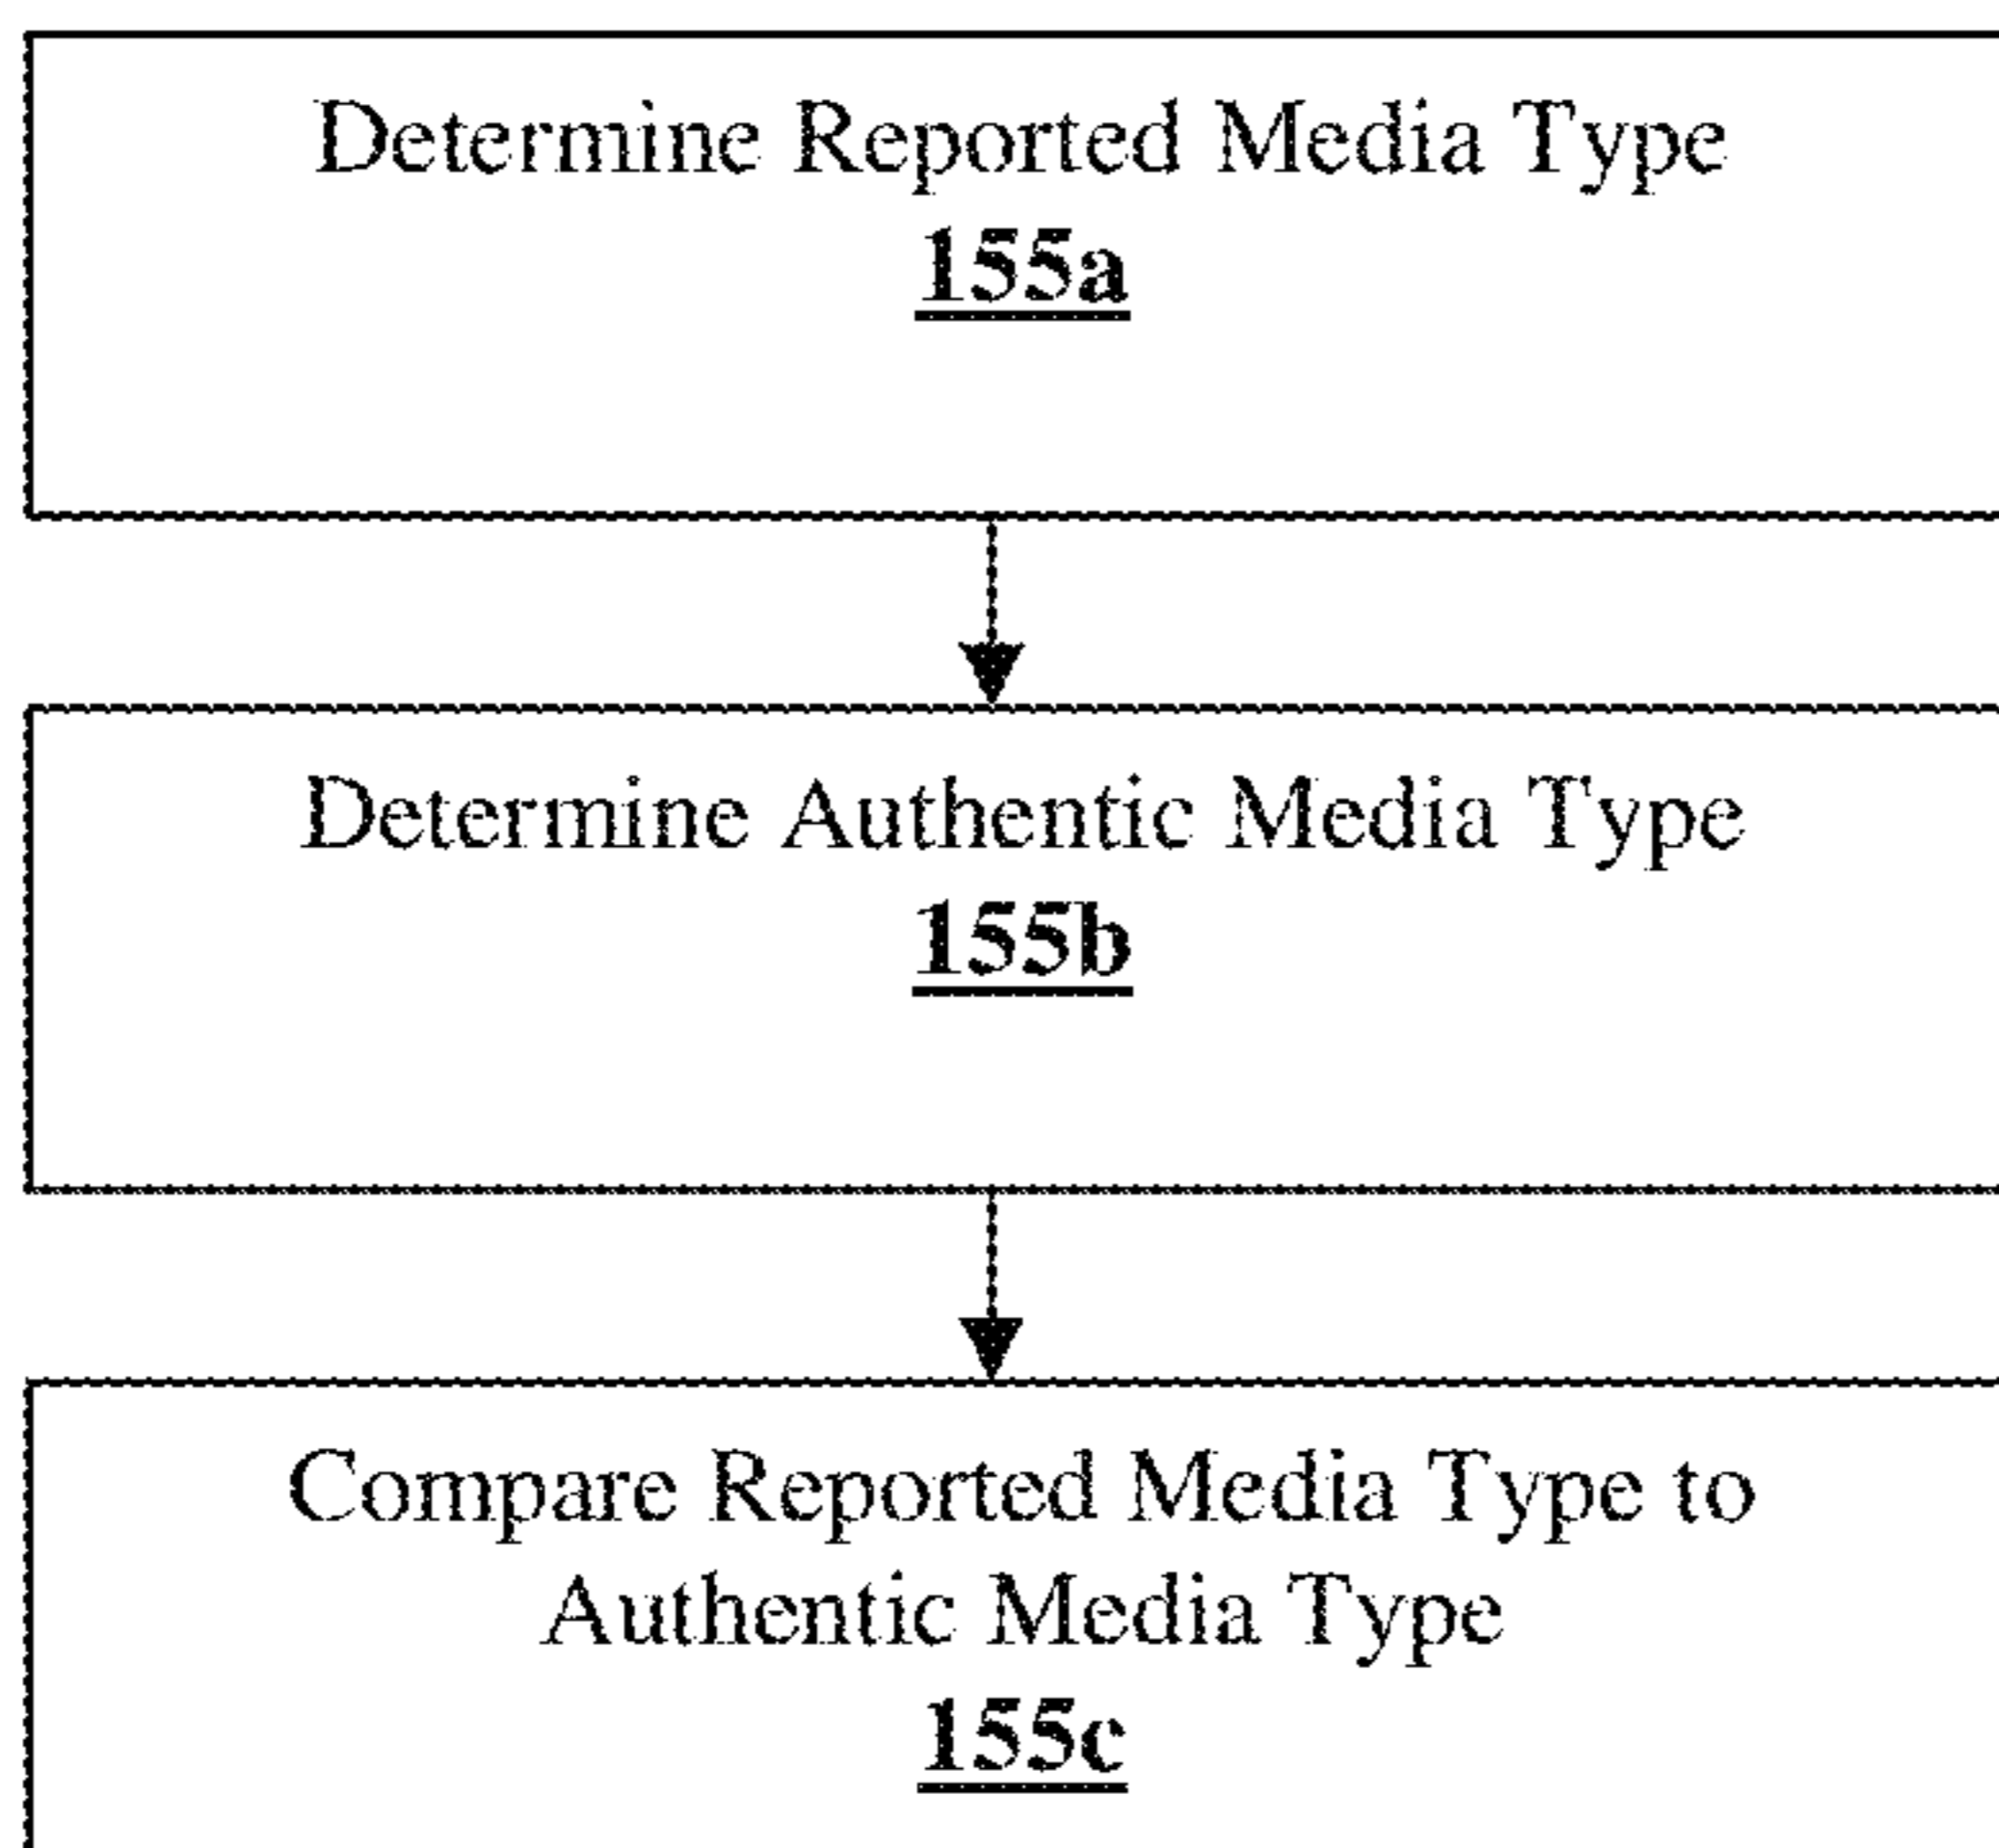 Determine Reported Media Type
155a
Determine Authentic Media Type
155b
Compare Reported Media Type to
Authentic Media Type
155c